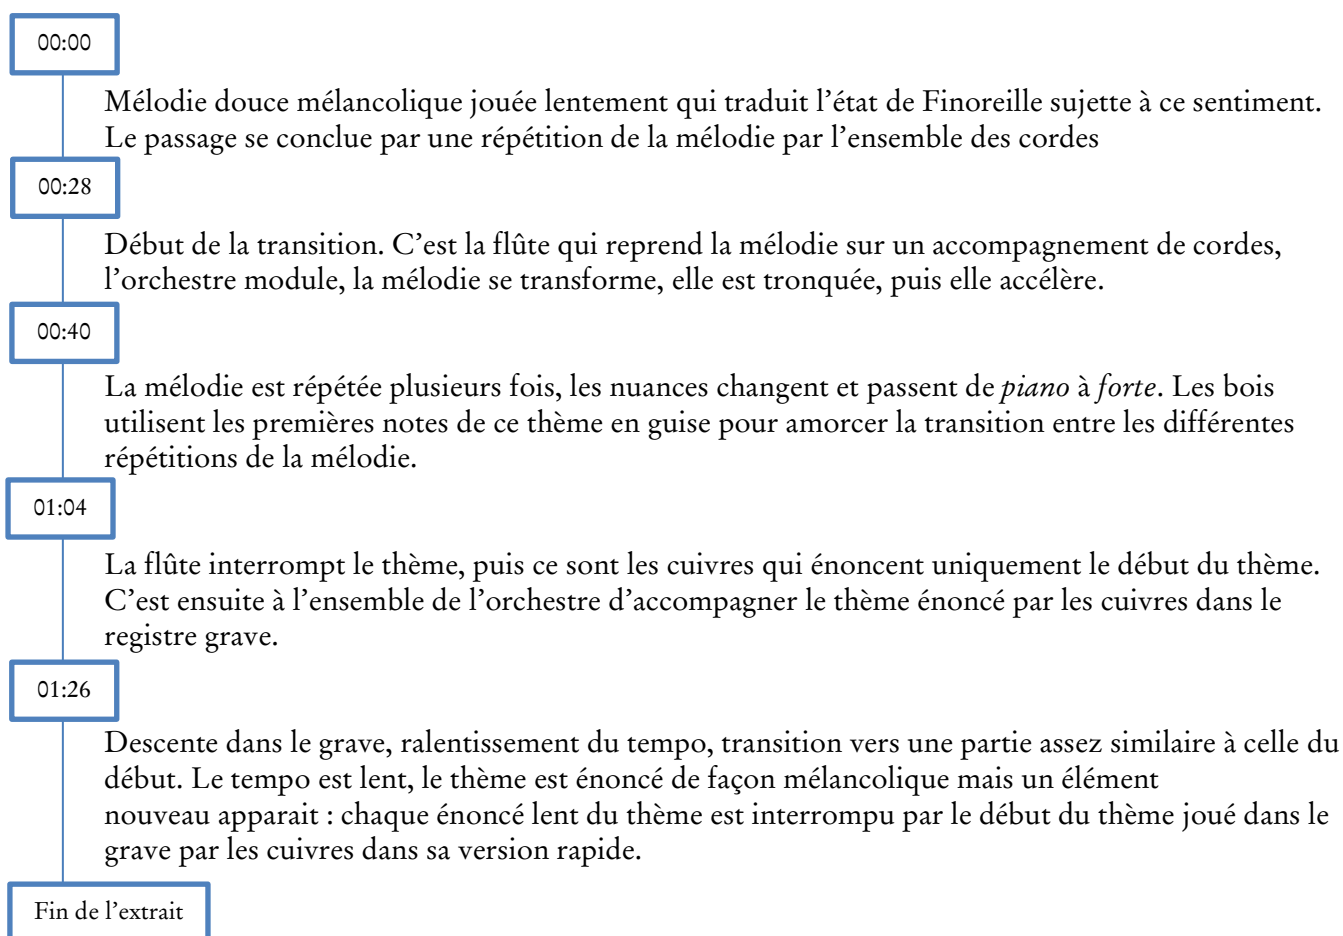 00:00
Mélodie douce mélancolique jouée lentement qui traduit l’état de Finoreille sujette à ce sentiment.
Le passage se conclue par une répétition de la mélodie par l’ensemble des cordes
00:28
Début de la transition. C’est la flûte qui reprend la mélodie sur un accompagnement de cordes,
l’orchestre module, la mélodie se transforme, elle est tronquée, puis elle accélère.
00:40
La mélodie est répétée plusieurs fois, les nuances changent et passent de piano à forte. Les bois
utilisent les premières notes de ce thème en guise pour amorcer la transition entre les différentes
répétitions de la mélodie.
01:04
La flûte interrompt le thème, puis ce sont les cuivres qui énoncent uniquement le début du thème.
C’est ensuite à l’ensemble de l’orchestre d’accompagner le thème énoncé par les cuivres dans le
registre grave.
01:26
Descente dans le grave, ralentissement du tempo, transition vers une partie assez similaire à celle du
début. Le tempo est lent, le thème est énoncé de façon mélancolique mais un élément
nouveau apparait : chaque énoncé lent du thème est interrompu par le début du thème joué dans le
grave par les cuivres dans sa version rapide.
Fin de l’extrait